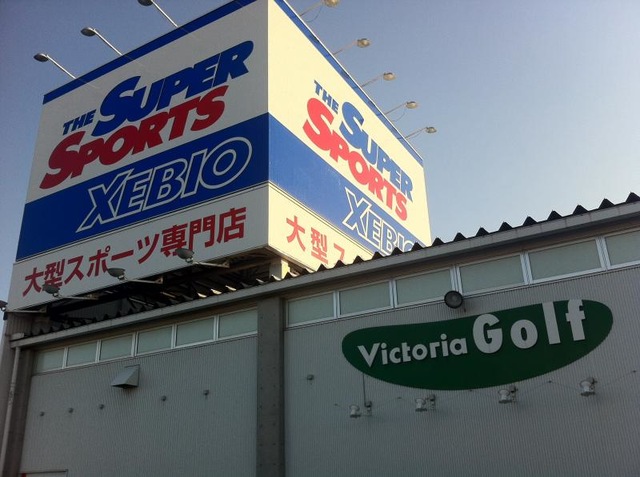 THE SUPER
SPORTS
XEBIO
大型スポーツ専門店
THE SUPER
SPORTS
XEBI
大型ス
Victoria Golf